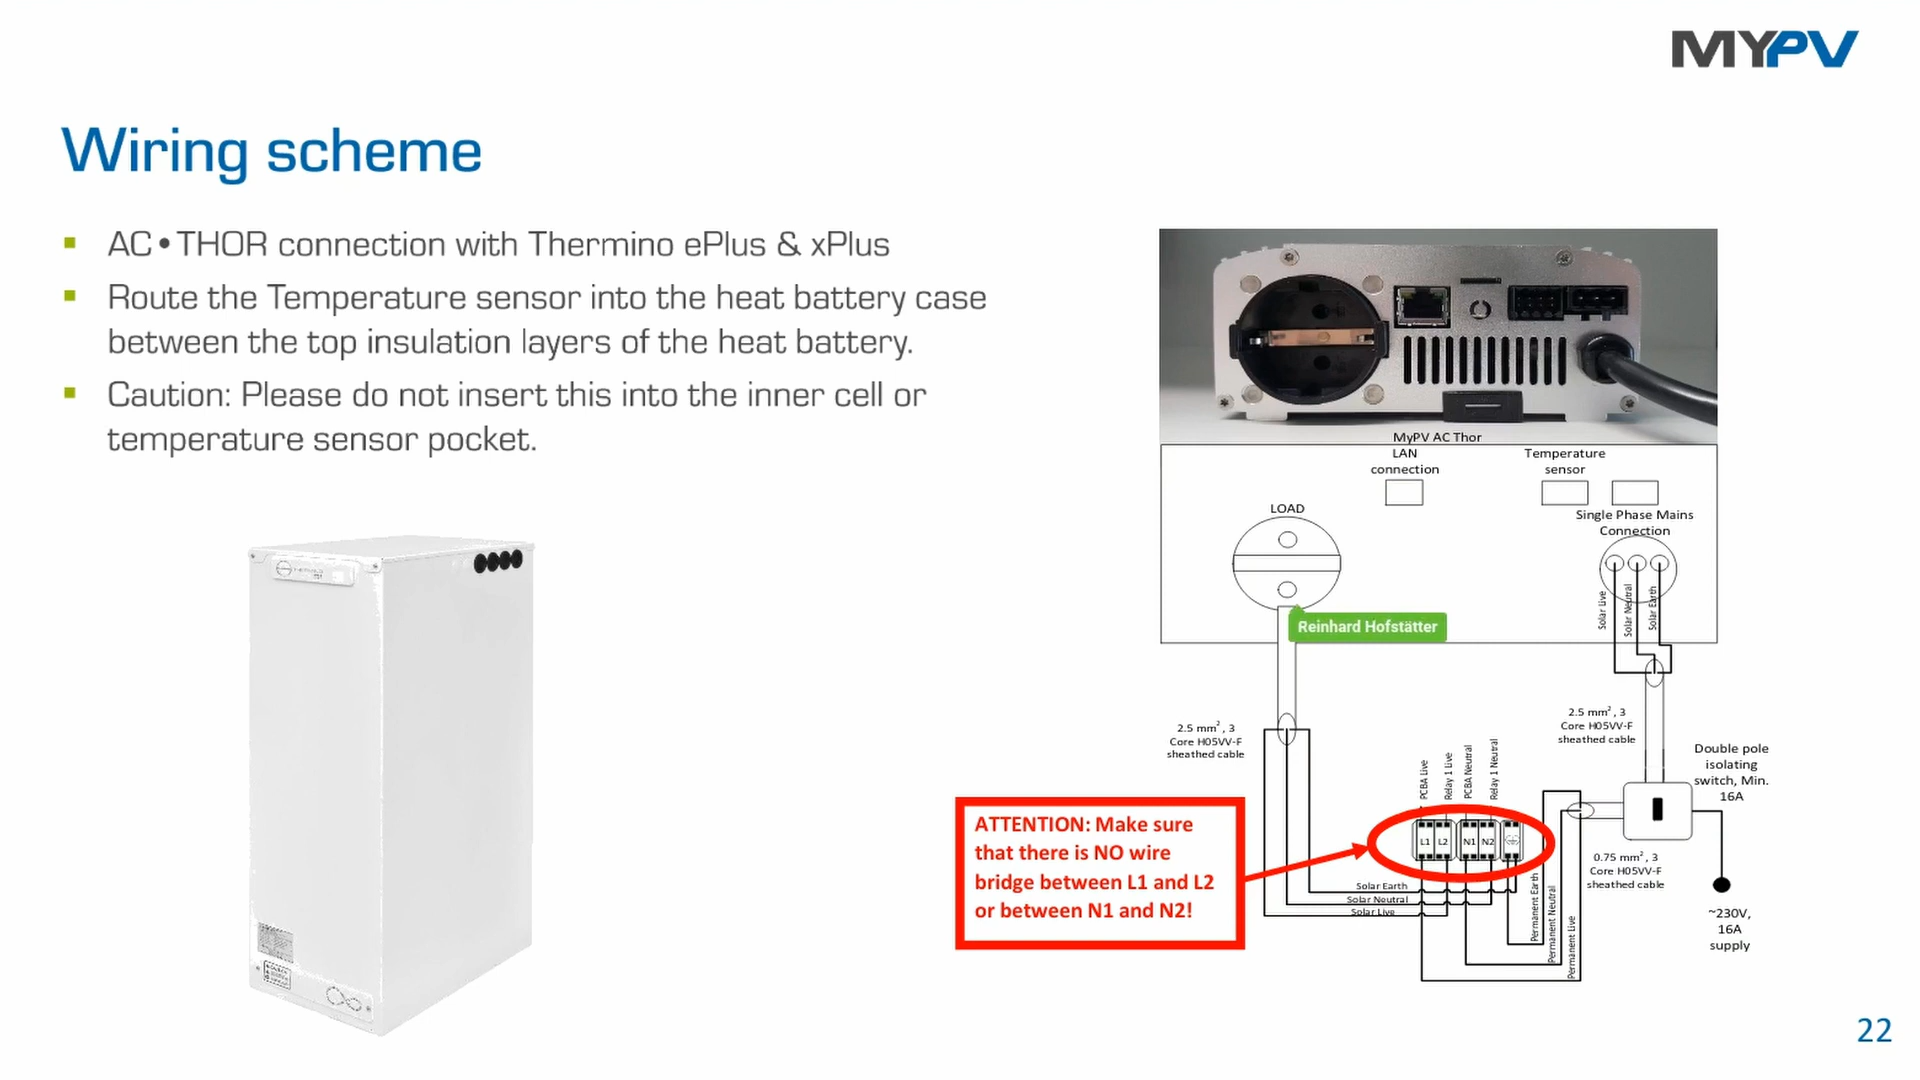 MYPV
Wiring scheme
AC•THOR connection with Thermino ePlus & xPlus
Route the Temperature sensor into the heat battery case
between the top insulation layers of the heat battery.
Caution: Please do not insert this into the inner cell or
temperature sensor pocket.
MyPV AC Thor
LAN
connection
Temperature
sensor
LOAD
Single Phase Mains
Connection
Solar Live
Solar Neutral
Solar Earth
Reinhard Hofstätter
2.5 mm², 3
Core H05VV-F
sheathed cable
2.5 mm², 3
Core H05VV-F
sheathed cable
Double pole
isolating
switch, Min.
16A
PCBA Live
Relay 1 Live
PCBA Neutral
Relay 1 Neutral
ATTENTION: Make sure
that there is NO wire
bridge between L1 and L2
or between N1 and N2!
L1
L2
N1
N2
0.75 mm², 3
Core H05VV-F
sheathed cable
Solar Earth
Solar Neutral
Solar Live
Permanent Earth
Permanent Neutral
Permanent Live
~230V,
16A
supply
22